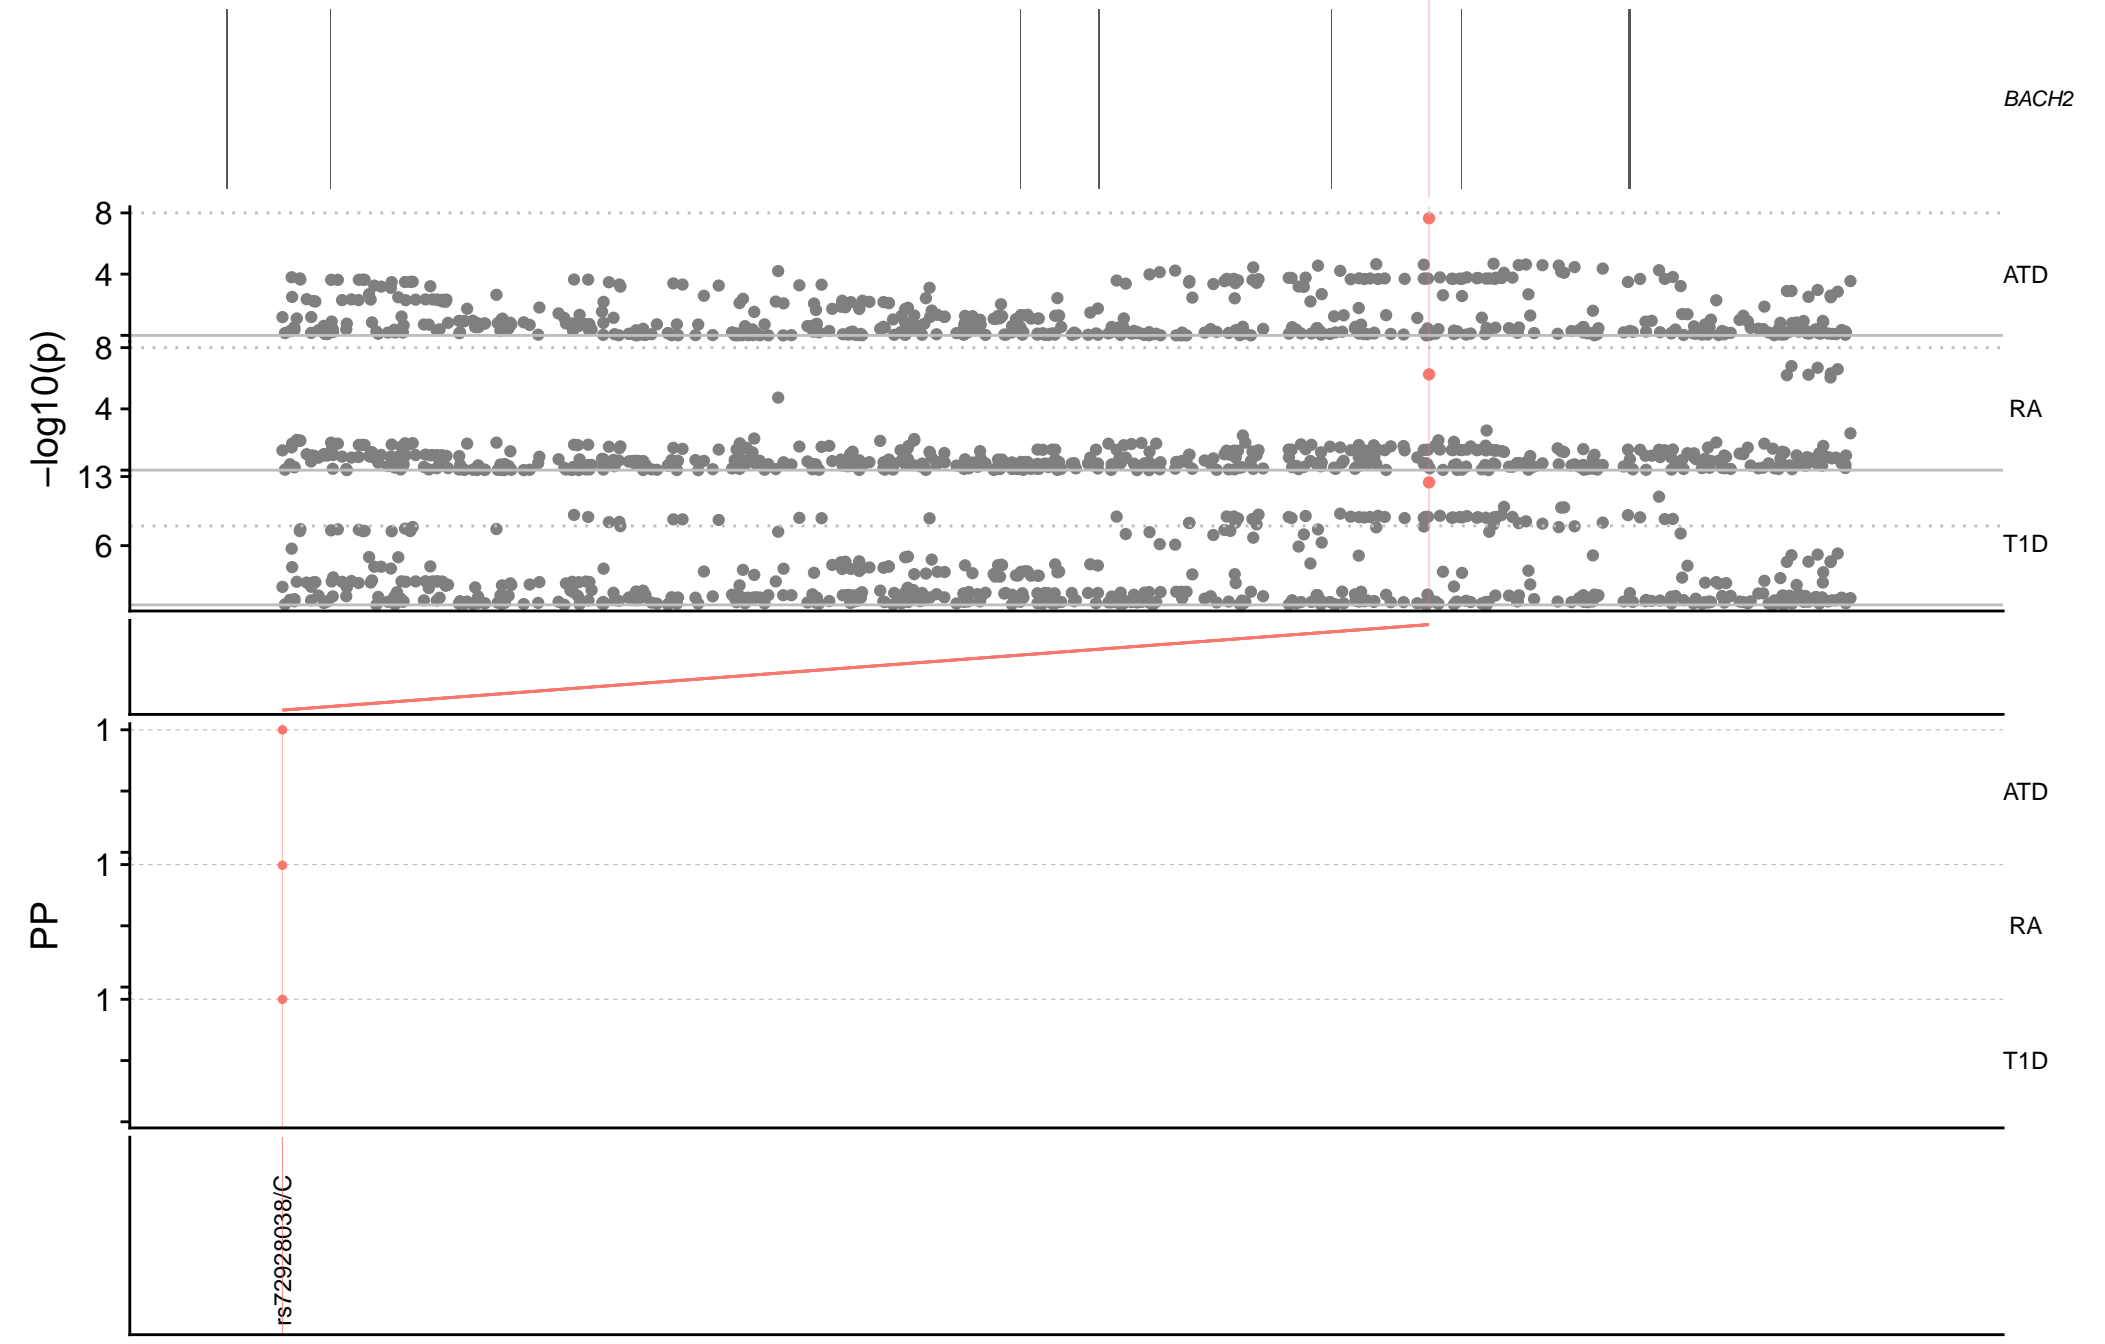 BACH2
8
4
ATD
8
4
RA
13
6
T1D
−log10(p)
1
ATD
1
RA
1
T1D
PP
rs72928038/C